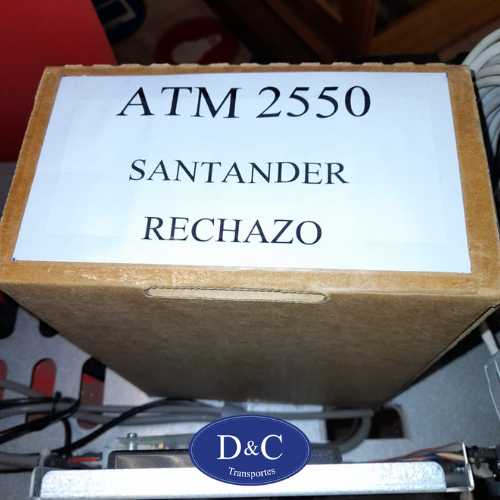 ATM 2550
SANTANDER
RECHAZO
D&C
Transportes